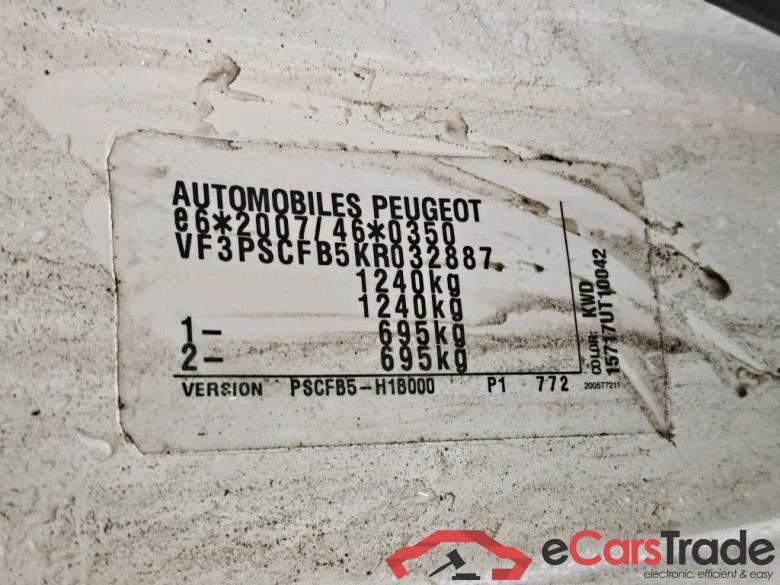 AUTOMOBILES PEUGEOT
e6*2007/46*0350
VF3PSCFB5KR032887
1240kg
1240kg
1- 695kg
2- 695kg
VERSION PSCFB5-H1B000 P1 772
COLOR: KWD
15717UT10042
200577211
eCarsTrade
electronic, efficient & easy